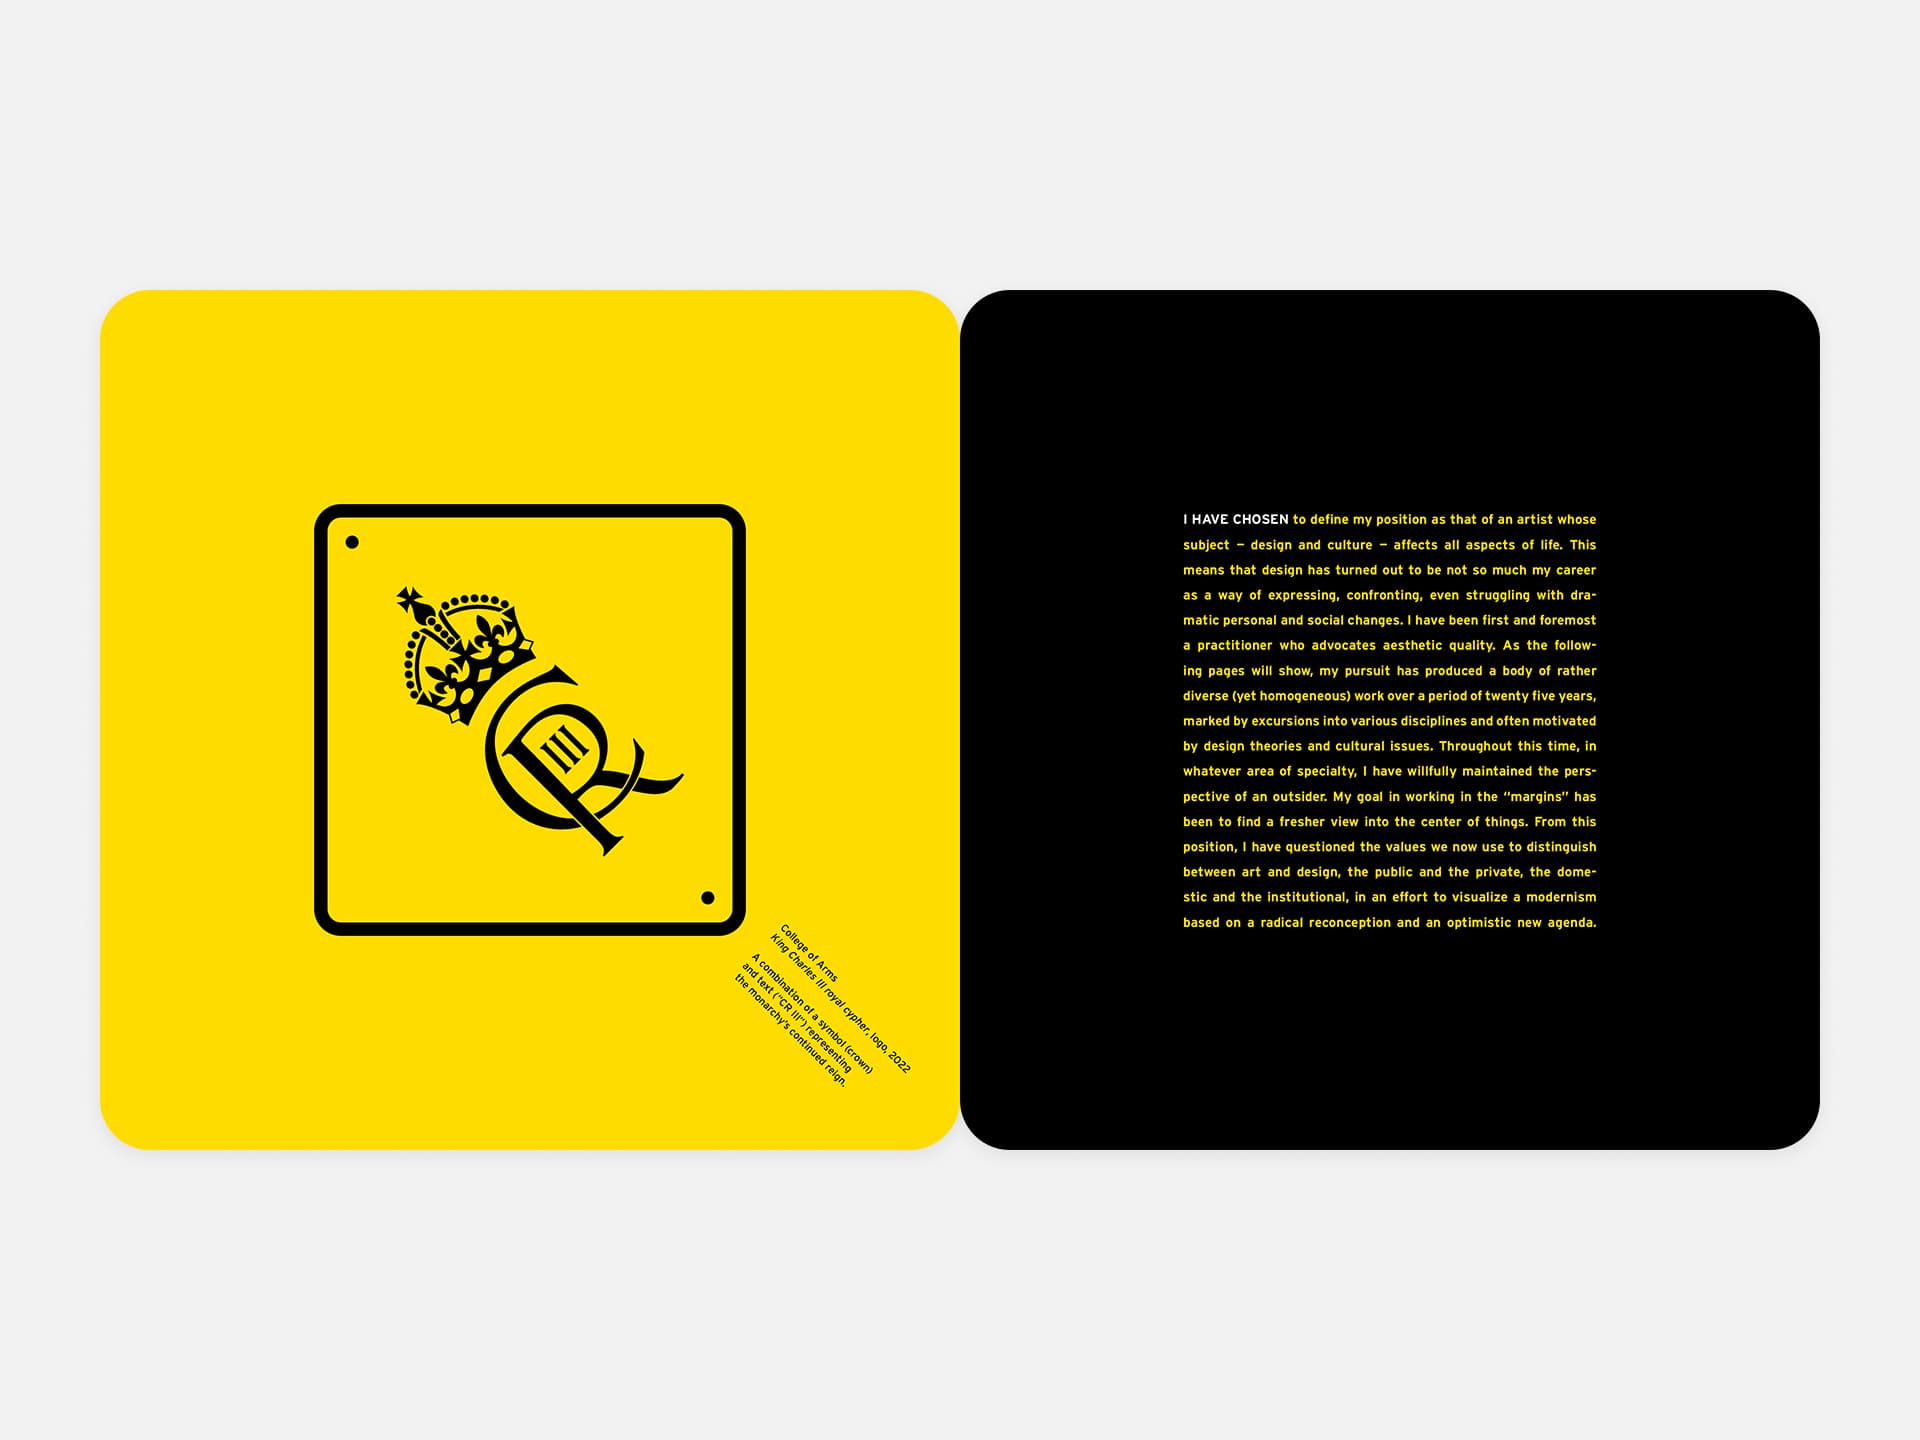 CR III
College of Arms
King Charles III royal cypher, logo, 2022
A combination of a symbol (crown)
and text (“CR III”) representing
the monarchy’s continued reign.
I HAVE CHOSEN to define my position as that of an artist whose
subject – design and culture – affects all aspects of life. This
means that design has turned out to be not so much my career
as a way of expressing, confronting, even struggling with dra-
matic personal and social changes. I have been first and foremost
a practitioner who advocates aesthetic quality. As the follow-
ing pages will show, my pursuit has produced a body of rather
diverse (yet homogeneous) work over a period of twenty five years,
marked by excursions into various disciplines and often motivated
by design theories and cultural issues. Throughout this time, in
whatever area of specialty, I have willfully maintained the pers-
pective of an outsider. My goal in working in the “margins” has
been to find a fresher view into the center of things. From this
position, I have questioned the values we now use to distinguish
between art and design, the public and the private, the dome-
stic and the institutional, in an effort to visualize a modernism
based on a radical reconception and an optimistic new agenda.